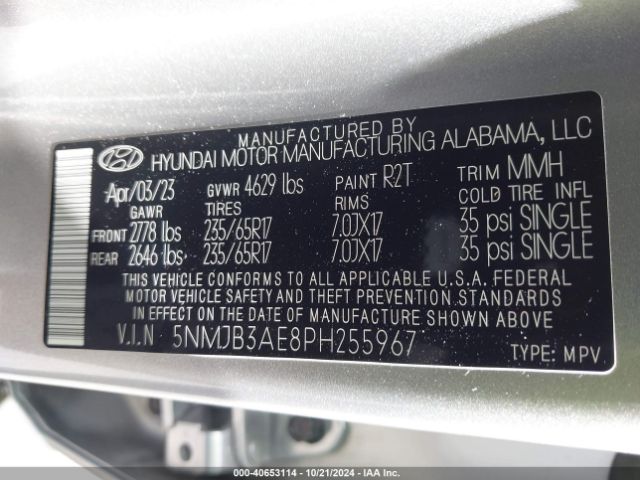 MANUFACTURED BY
HYUNDAI MOTOR MANUFACTURING ALABAMA, LLC
Apr/03/23 GVWR 4629 lbs PAINT R2T TRIM MMH
GAWR TIRES RIMS COLD TIRE INFL
FRONT 2778 lbs 235/65R17 7.0JX17 35 psi SINGLE
REAR 2646 lbs 235/65R17 7.0JX17 35 psi SINGLE
THIS VEHICLE CONFORMS TO ALL APPLICABLE U.S.A. FEDERAL
MOTOR VEHICLE SAFETY AND THEFT PREVENTION STANDARDS
IN EFFECT ON THE DATE OF MANUFACTURE SHOWN ABOVE.
V.I.N 5NMJB3AE8PH255967 TYPE: MPV
000-40653114 - 10/21/2024 - IAA Inc.